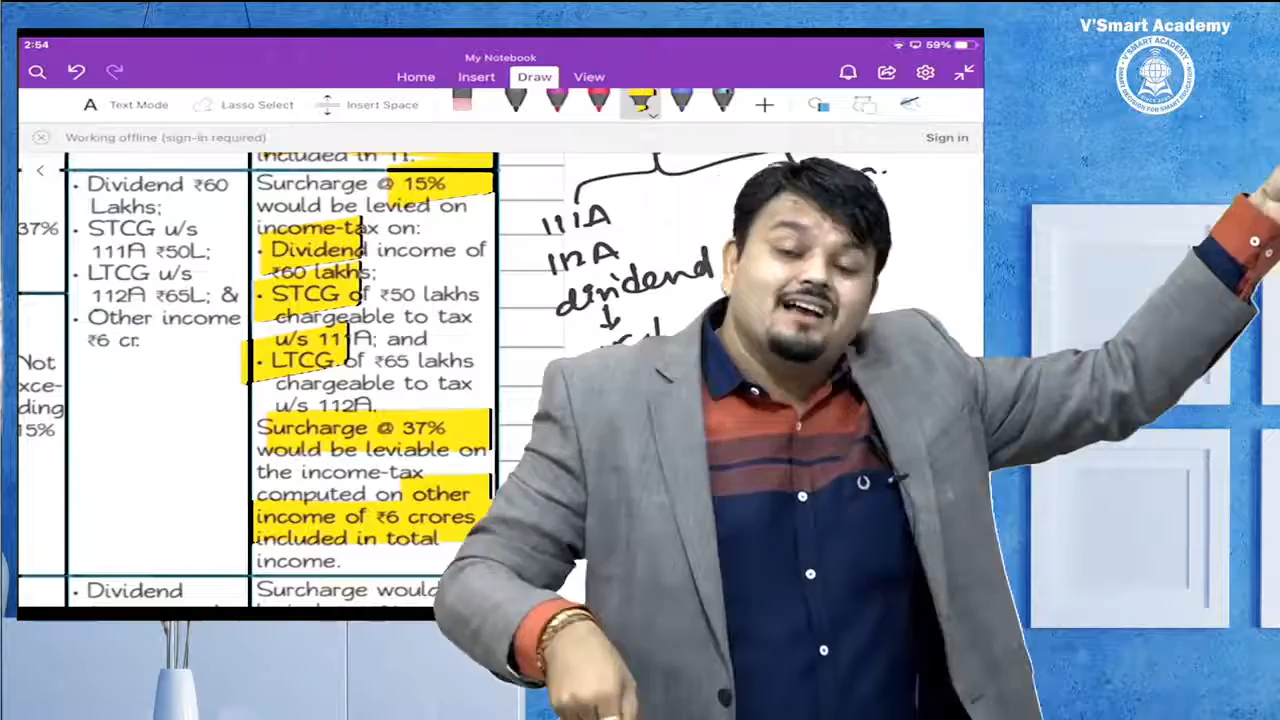 V'Smart Academy
2:54
59%
My Notebook
Home Insert Draw View
A Text Mode Lasso Select Insert Space
Working offline (sign-in required) Sign in
included in TI.
37%
Not
xce-
ding
15%
• Dividend ₹60
Lakhs;
• STCG u/s
111A ₹50L;
• LTCG u/s
112A ₹65L; &
• Other income
₹6 cr.
• Dividend
Surcharge @ 15%
would be levied on
income-tax on:
• Dividend income of
₹60 lakhs;
• STCG of ₹50 lakhs
chargeable to tax
u/s 111A; and
• LTCG of ₹65 lakhs
chargeable to tax
u/s 112A.
Surcharge @ 37%
would be leviable on
the income-tax
computed on other
income of ₹6 crores
included in total
income.
Surcharge would
111A
112A
dividend